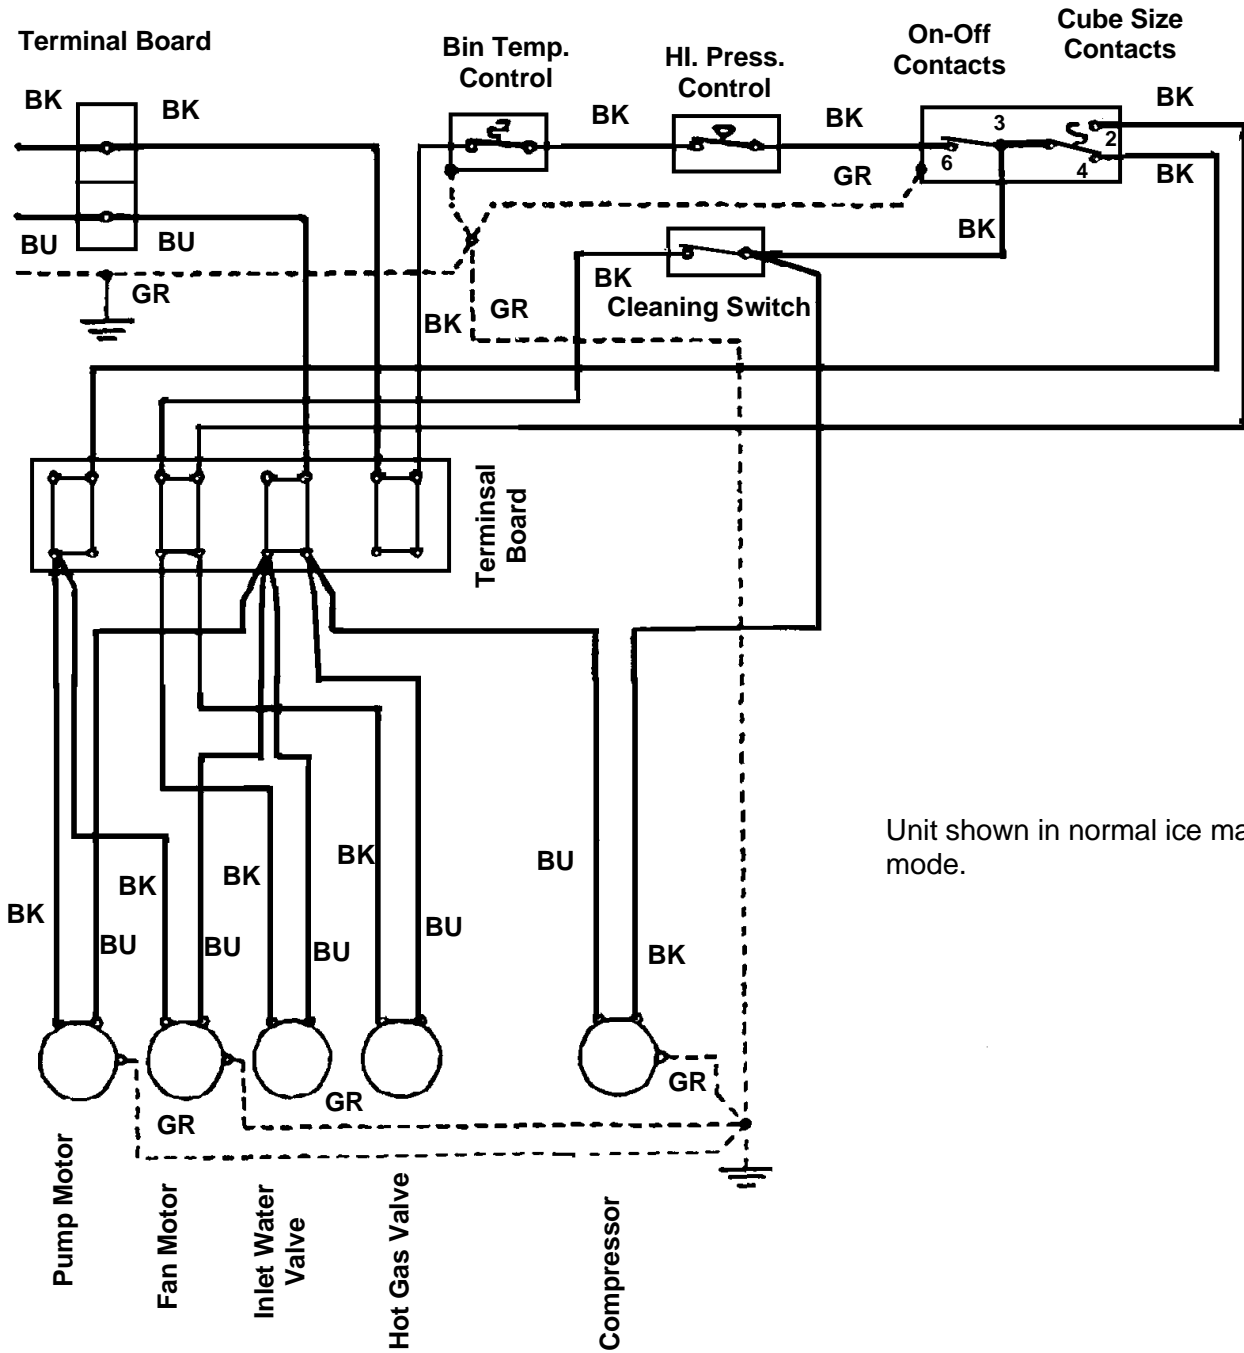 Terminal Board
Bin Temp.
Control
HI. Press.
Control
On-Off
Contacts
Cube Size
Contacts
BK
BK
BK
BK
BK
3
6
2
4
BK
GR
BU
BU
BK
GR
BK
GR
BK
Cleaning Switch
Terminsal
Board
Unit shown in normal ice ma
mode.
BK
BK
BK
BK
BU
BU
BU
BU
BU
BK
GR
GR
GR
Pump Motor
Fan Motor
Inlet Water
Valve
Hot Gas Valve
Compressor